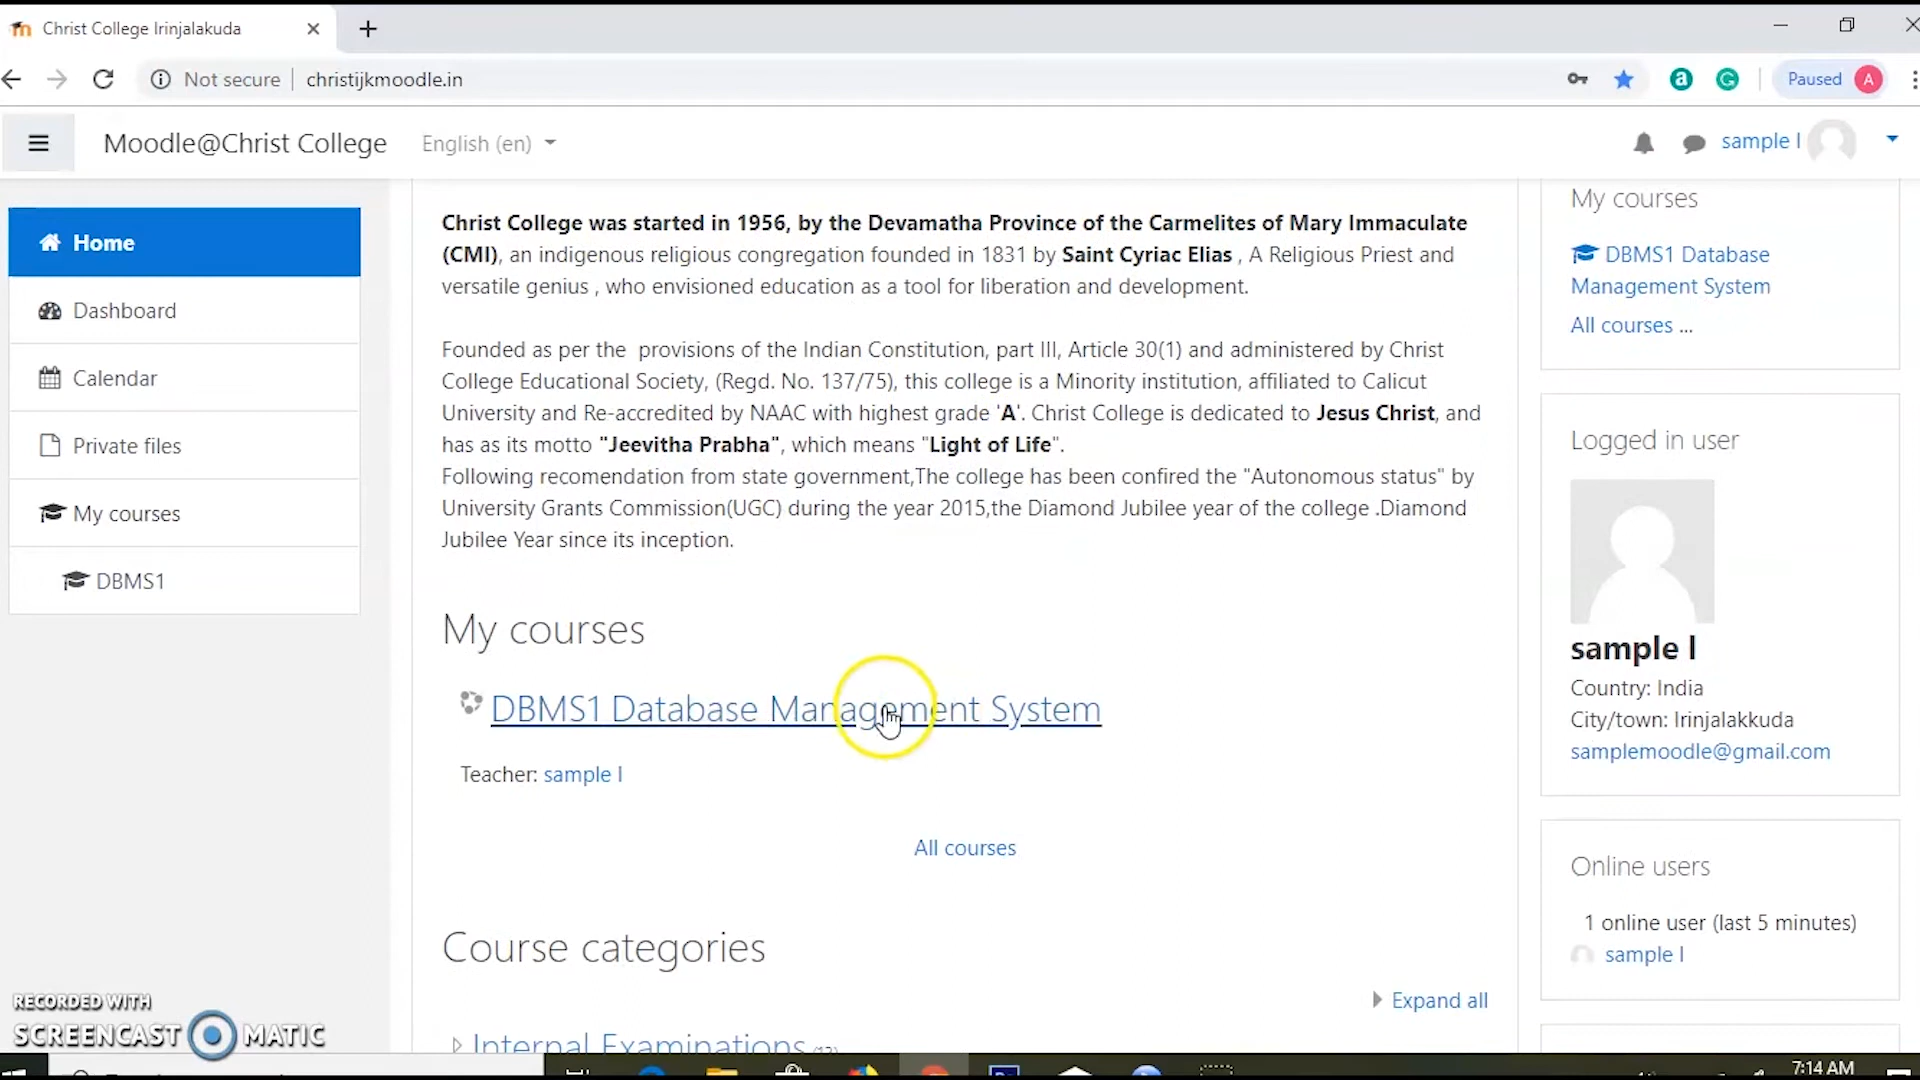 Christ College Irinjalakuda
Not secure christijkmoodle.in
Paused A
Moodle@Christ College English (en)
sample l
Home
Dashboard
Calendar
Private files
My courses
DBMS1
Christ College was started in 1956, by the Devamatha Province of the Carmelites of Mary Immaculate
(CMI), an indigenous religious congregation founded in 1831 by Saint Cyriac Elias , A Religious Priest and
versatile genius , who envisioned education as a tool for liberation and development.
Founded as per the provisions of the Indian Constitution, part III, Article 30(1) and administered by Christ
College Educational Society, (Regd. No. 137/75), this college is a Minority institution, affiliated to Calicut
University and Re-accredited by NAAC with highest grade 'A'. Christ College is dedicated to Jesus Christ, and
has as its motto "Jeevitha Prabha", which means "Light of Life".
Following recomendation from state government,The college has been confired the "Autonomous status" by
University Grants Commission(UGC) during the year 2015,the Diamond Jubilee year of the college .Diamond
Jubilee Year since its inception.
My courses
DBMS1 Database Management System
Teacher: sample l
All courses
Course categories
Expand all
Internal Examinations
My courses
DBMS1 Database
Management System
All courses ...
Logged in user
sample l
Country: India
City/town: Irinjalakkuda
samplemoodle@gmail.com
Online users
1 online user (last 5 minutes)
sample l
RECORDED WITH
SCREENCAST MATIC
7:14 AM